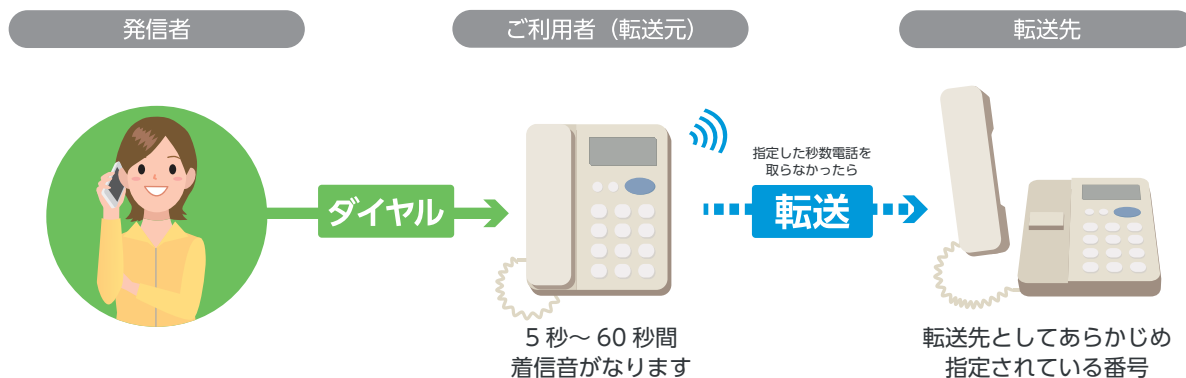 発信者
ご利用者（転送元）
転送先
ダイヤル
指定した秒数電話を
取らなかったら
転送
5 秒～ 60 秒間
着信音がなります
転送先としてあらかじめ
指定されている番号